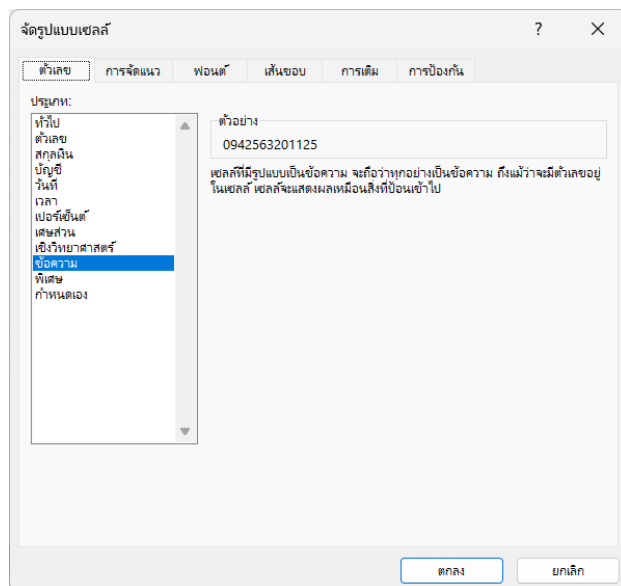 จัดรูปแบบเซลล์
?
ตัวเลข การจัดแนว ฟอนต์ เส้นขอบ การเติม การป้องกัน
ประเภท:
ทั่วไป
ตัวเลข
สกุลเงิน
บัญชี
วันที่
เวลา
เปอร์เซ็นต์
เศษส่วน
เชิงวิทยาศาสตร์
ข้อความ
พิเศษ
กำหนดเอง
ตัวอย่าง
0942563201125
เซลล์ที่มีรูปแบบเป็นข้อความ จะถือว่าทุกอย่างเป็นข้อความ ถึงแม้ว่าจะมีตัวเลขอยู่
ในเซลล์ เซลล์จะแสดงผลเหมือนสิ่งที่ป้อนเข้าไป
ตกลง ยกเลิก